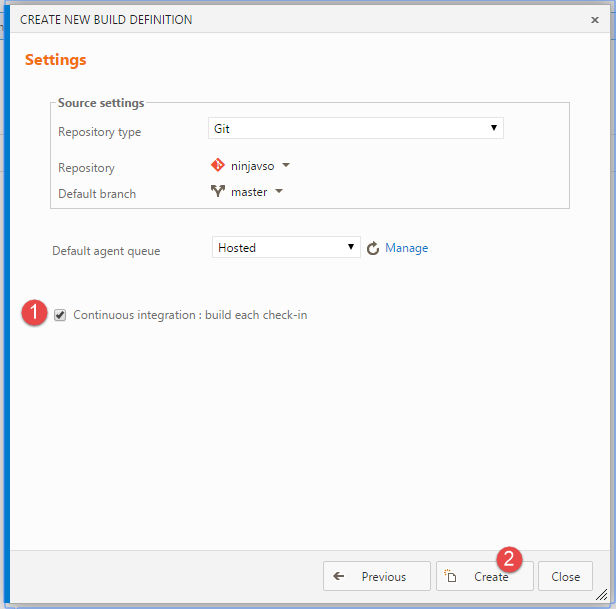 CREATE NEW BUILD DEFINITION
Settings
Source settings
Repository type Git
Repository ninjavso
Default branch master
Default agent queue Hosted Manage
1 Continuous integration : build each check-in
2
Previous Create Close